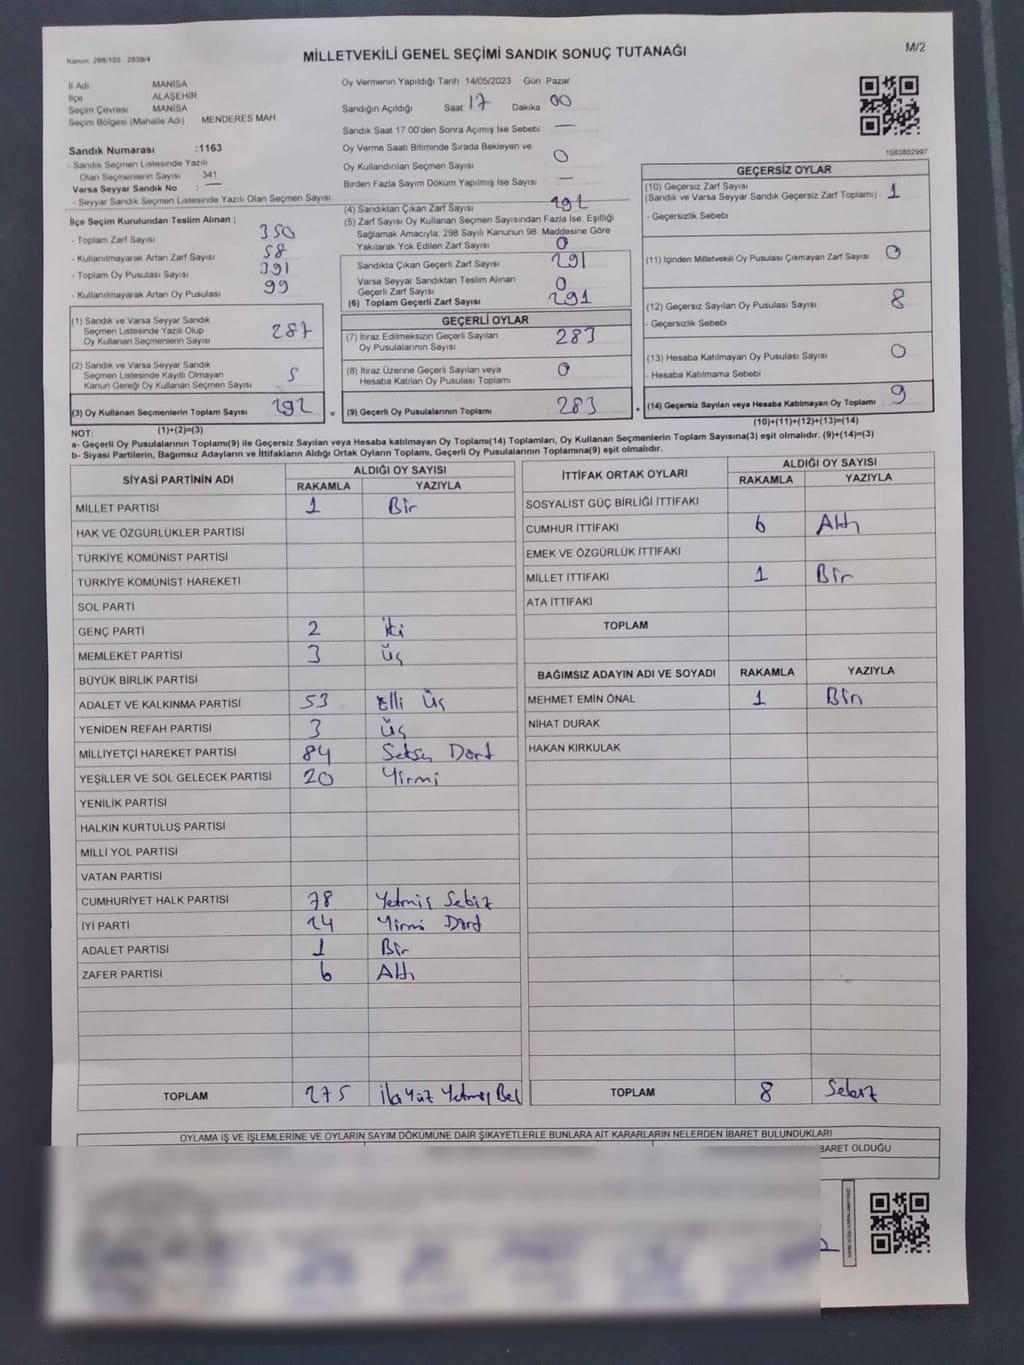 Kanun: 298/105, 2839/4
MİLLETVEKİLİ GENEL SEÇİMİ SANDIK SONUÇ TUTANAĞI
M/2
İl Adı MANİSA
İlçe ALAŞEHİR
Seçim Çevresi MANİSA
Seçim Bölgesi (Mahalle Adı) MENDERES MAH.
Sandık Numarası :1163
- Sandık Seçmen Listesinde Yazılı
Olan Seçmenlerin Sayısı 341
Varsa Seyyar Sandık No : —
- Seyyar Sandık Seçmen Listesinde Yazılı Olan Seçmen Sayısı:
İlçe Seçim Kurulundan Teslim Alınan ;
- Toplam Zarf Sayısı 350
- Kullanılmayarak Artan Zarf Sayısı 58
- Toplam Oy Pusulası Sayısı 391
- Kullanılmayarak Artan Oy Pusulası 99
(1) Sandık ve Varsa Seyyar Sandık
Seçmen Listesinde Yazılı Olup
Oy Kullanan Seçmenlerin Sayısı 287
(2) Sandık ve Varsa Seyyar Sandık
Seçmen Listesinde Kayıtlı Olmayan
Kanun Gereği Oy Kullanan Seçmen Sayısı 5
(3) Oy Kullanan Seçmenlerin Toplam Sayısı 292 =
(1)+(2)=(3)
Oy Vermenin Yapıldığı Tarih 14/05/2023 Gün: Pazar
Sandığın Açıldığı Saat 17 Dakika 00
Sandık Saat 17.00'den Sonra Açımış İse Sebebi —
Oy Verme Saati Bitiminde Sırada Bekleyen ve
Oy Kullandırılan Seçmen Sayısı 0
Birden Fazla Sayım Döküm Yapılmış İse Sayısı —
(4) Sandıktan Çıkan Zarf Sayısı 292
(5) Zarf Sayısı Oy Kullanan Seçmen Sayısından Fazla İse, Eşitliği
Sağlamak Amacıyla, 298 Sayılı Kanunun 98. Maddesine Göre
Yakılarak Yok Edilen Zarf Sayısı 0
Sandıkta Çıkan Geçerli Zarf Sayısı 291
Varsa Seyyar Sandıktan Teslim Alınan
Geçerli Zarf Sayısı 0
(6) Toplam Geçerli Zarf Sayısı 291
GEÇERLİ OYLAR
(7) İtiraz Edilmeksizin Geçerli Sayılan
Oy Pusulalarının Sayısı 283
(8) İtiraz Üzerine Geçerli Sayılan veya
Hesaba Katılan Oy Pusulası Toplamı 0
(9) Geçerli Oy Pusulalarının Toplamı 283 +
1083802997
GEÇERSİZ OYLAR
(10) Geçersiz Zarf Sayısı
(Sandık ve Varsa Seyyar Sandık Geçersiz Zarf Toplamı) : 1
- Geçersizlik Sebebi
(11) İçinden Milletvekili Oy Pusulası Çıkmayan Zarf Sayısı 0
(12) Geçersiz Sayılan Oy Pusulası Sayısı 8
- Geçersizlik Sebebi
(13) Hesaba Katılmayan Oy Pusulası Sayısı 0
- Hesaba Katılmama Sebebi
(14) Geçersiz Sayılan veya Hesaba Katılmayan Oy Toplamı 9
(10)+(11)+(12)+(13)=(14)
NOT:
a- Geçerli Oy Pusulalarının Toplamı(9) ile Geçersiz Sayılan veya Hesaba katılmayan Oy Toplamı(14) Toplamları, Oy Kullanan Seçmenlerin Toplam Sayısına(3) eşit olmalıdır. (9)+(14)=(3)
b- Siyasi Partilerin, Bağımsız Adayların ve İttifakların Aldığı Ortak Oyların Toplamı, Geçerli Oy Pusulalarının Toplamına(9) eşit olmalıdır.
SİYASİ PARTİNİN ADI ALDIĞI OY SAYISI
RAKAMLA YAZIYLA
MİLLET PARTİSİ 1 Bir
HAK VE ÖZGÜRLÜKLER PARTİSİ
TÜRKİYE KOMÜNİST PARTİSİ
TÜRKİYE KOMÜNİST HAREKETİ
SOL PARTİ
GENÇ PARTİ 2 İki
MEMLEKET PARTİSİ 3 Üç
BÜYÜK BİRLİK PARTİSİ
ADALET VE KALKINMA PARTİSİ 53 Elli Üç
YENİDEN REFAH PARTİSİ 3 Üç
MİLLİYETÇİ HAREKET PARTİSİ 84 Seksen Dört
YEŞİLLER VE SOL GELECEK PARTİSİ 20 Yirmi
YENİLİK PARTİSİ
HALKIN KURTULUŞ PARTİSİ
MİLLİ YOL PARTİSİ
VATAN PARTİSİ
CUMHURİYET HALK PARTİSİ 78 Yetmiş Sekiz
İYİ PARTİ 24 Yirmi Dört
ADALET PARTİSİ 1 Bir
ZAFER PARTİSİ 6 Altı
TOPLAM 275 İkiYüz Yetmiş Beş
İTTİFAK ORTAK OYLARI ALDIĞI OY SAYISI
RAKAMLA YAZIYLA
SOSYALİST GÜÇ BİRLİĞİ İTTİFAKI
CUMHUR İTTİFAKI 6 Altı
EMEK VE ÖZGÜRLÜK İTTİFAKI
MİLLET İTTİFAKI 1 Bir
ATA İTTİFAKI
TOPLAM
BAĞIMSIZ ADAYIN ADI VE SOYADI RAKAMLA YAZIYLA
MEHMET EMİN ÖNAL 1 Bir
NİHAT DURAK
HAKAN KIRKULAK
TOPLAM 8 Sekiz
OYLAMA İŞ VE İŞLEMLERİNE VE OYLARIN SAYIM DÖKÜMÜNE DAİR ŞİKAYETLERLE BUNLARA AİT KARARLARIN NELERDEN İBARET BULUNDUKLARI
İBARET OLDUĞU